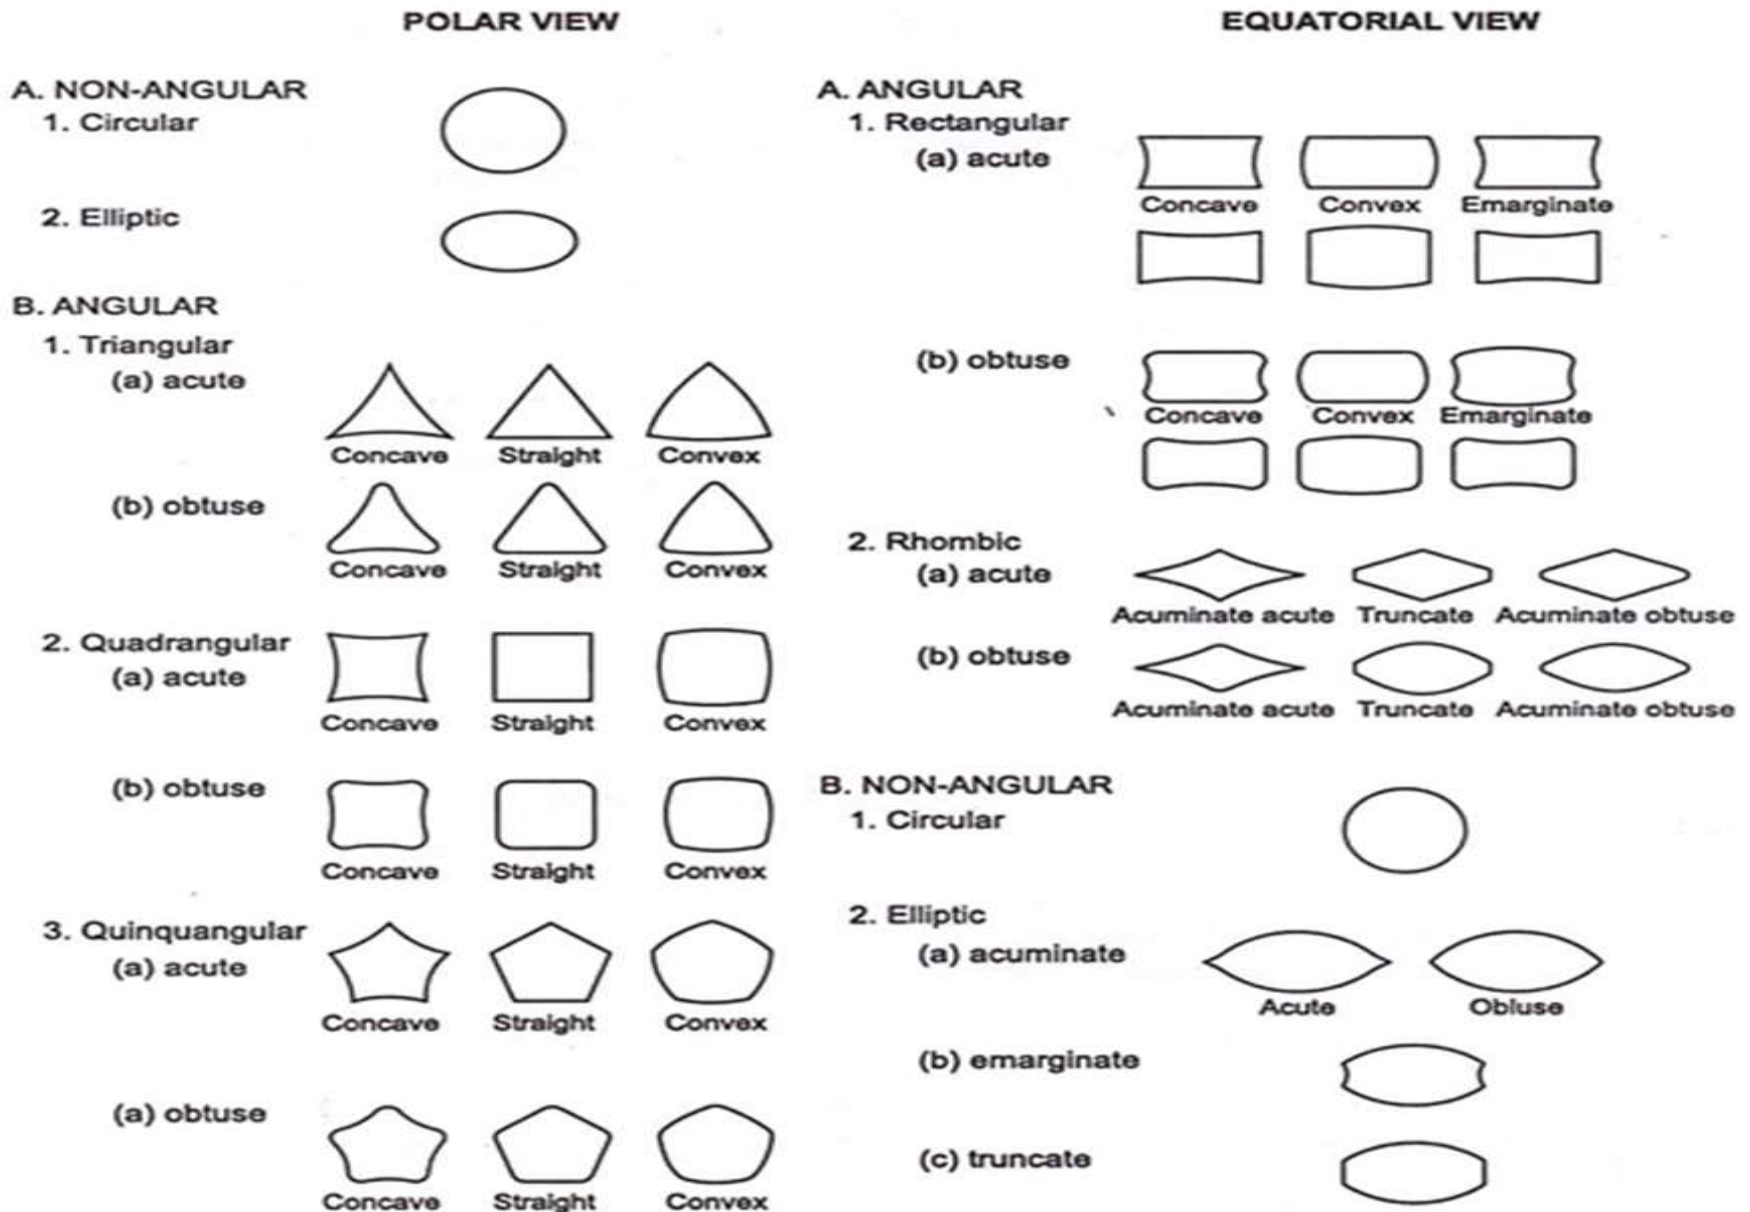 POLAR VIEW
A. NON-ANGULAR
1. Circular
2. Elliptic
B. ANGULAR
1. Triangular
(a) acute
Concave Straight Convex
(b) obtuse
Concave Straight Convex
2. Quadrangular
(a) acute
Concave Straight Convex
(b) obtuse
Concave Straight Convex
3. Quinquangular
(a) acute
Concave Straight Convex
(a) obtuse
Concave Straight Convex
EQUATORIAL VIEW
A. ANGULAR
1. Rectangular
(a) acute
Concave Convex Emarginate
(b) obtuse
Concave Convex Emarginate
2. Rhombic
(a) acute
Acuminate acute Truncate Acuminate obtuse
(b) obtuse
Acuminate acute Truncate Acuminate obtuse
B. NON-ANGULAR
1. Circular
2. Elliptic
(a) acuminate
Acute Obluse
(b) emarginate
(c) truncate